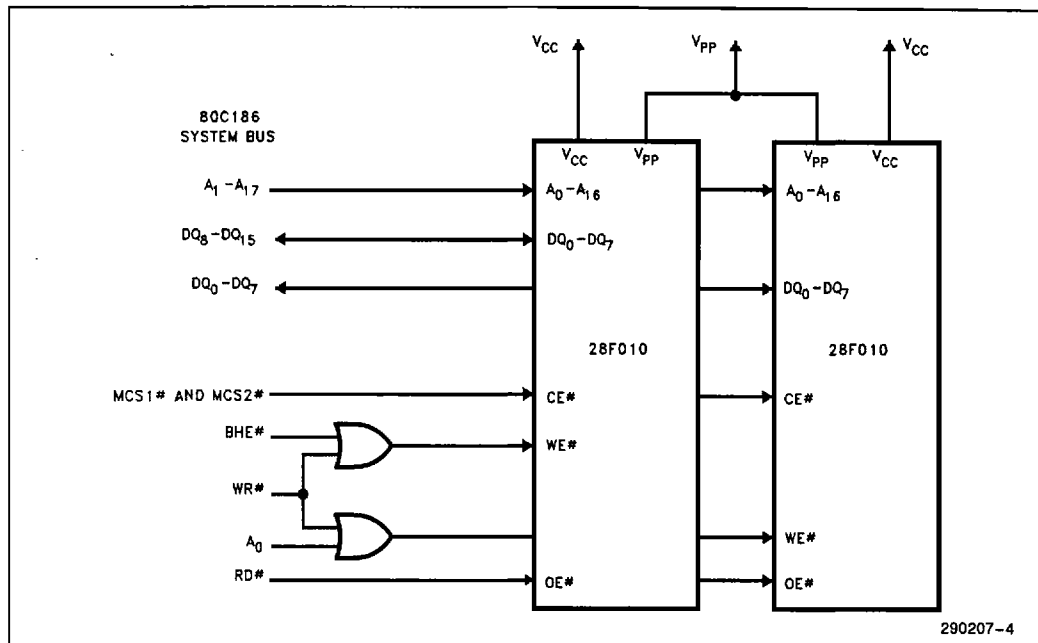 V_CC V_PP V_CC
80C186
SYSTEM BUS
V_CC V_PP V_PP V_CC
A_1 -A_17 A_0-A_16 A_0-A_16
DQ_8-DQ_15 DQ_0-DQ_7
DQ_0-DQ_7 DQ_0-DQ_7
28F010 28F010
MCS1# AND MCS2# CE# CE#
BHE# WE#
WR#
A_0 WE#
RD# OE# OE#
290207-4